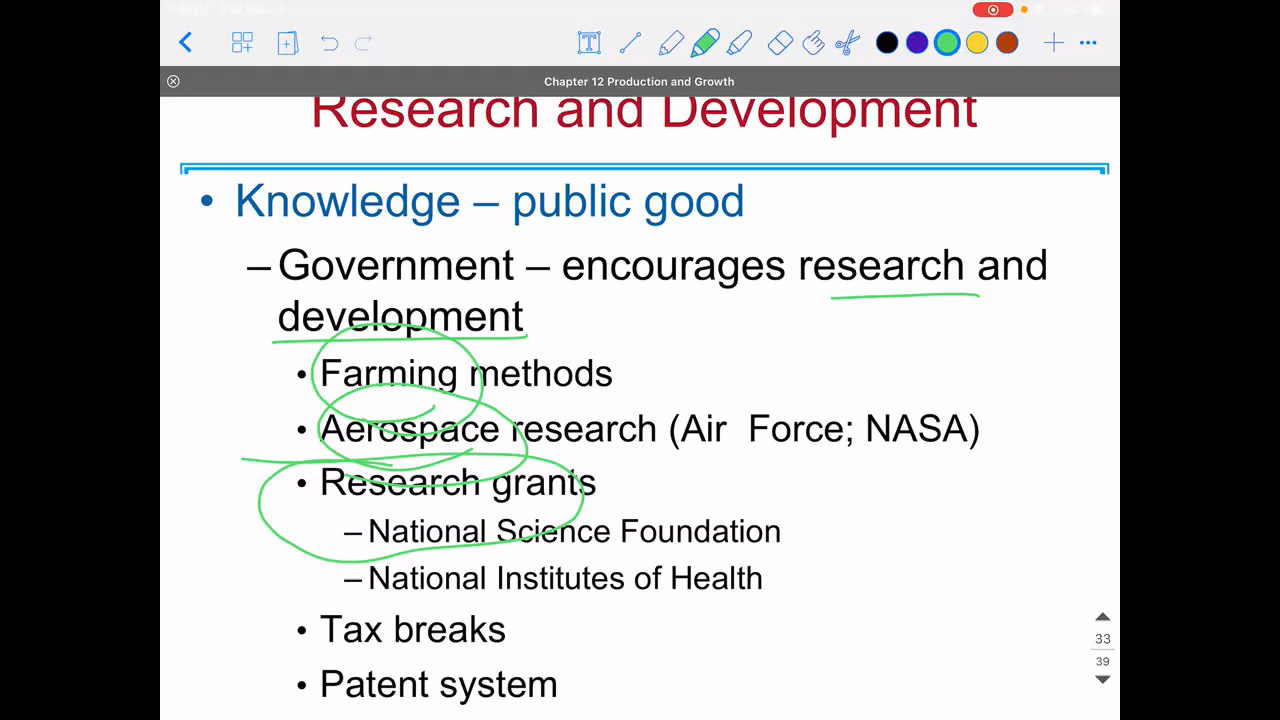 Chapter 12 Production and Growth
Research and Development
• Knowledge – public good
– Government – encourages research and
development
• Farming methods
• Aerospace research (Air Force; NASA)
• Research grants
– National Science Foundation
– National Institutes of Health
• Tax breaks
• Patent system
33
39